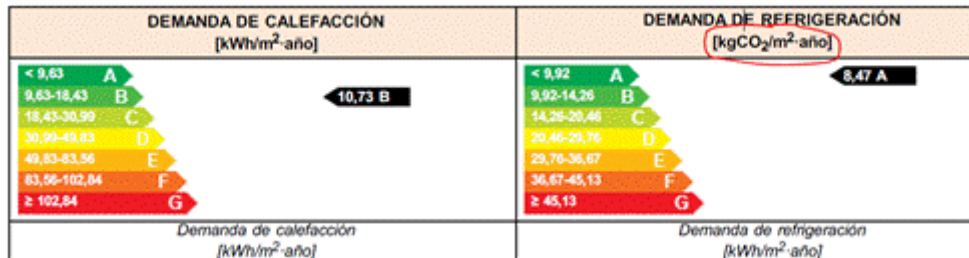 DEMANDA DE CALEFACCIÓN
[kWh/m²·año]
< 9,63 A
9,63-18,43 B
18,43-30,99 C
30,99-49,83 D
49,83-83,56 E
83,56-102,84 F
≥ 102,84 G
10,73 B
Demanda de calefacción
[kWh/m²·año]
DEMANDA DE REFRIGERACIÓN
[kgCO₂/m²·año]
< 9,92 A
9,92-14,26 B
14,26-20,46 C
20,46-29,76 D
29,76-36,67 E
36,67-45,13 F
≥ 45,13 G
8,47 A
Demanda de refrigeración
[kWh/m²·año]